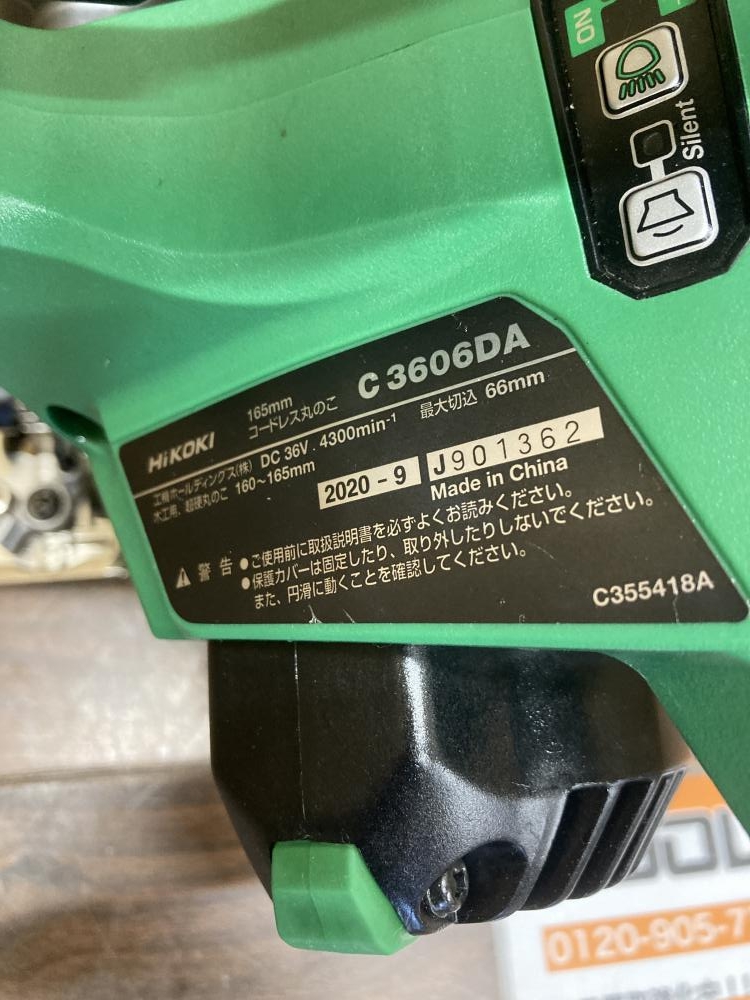 ON
Silent
HiKOKI
165mm
コードレス丸のこ
C 3606DA
工機ホールディングス(株) DC 36V 4300min-1 最大切込 66mm
木工用、超硬丸のこ 160~165mm
2020 - 9 J901362
Made in China
警告 ●ご使用前に取扱説明書を必ずよくお読みください。
●保護カバーは固定したり、取り外したりしないでください。
また、円滑に動くことを確認してください。
C355418A
0120-905-7